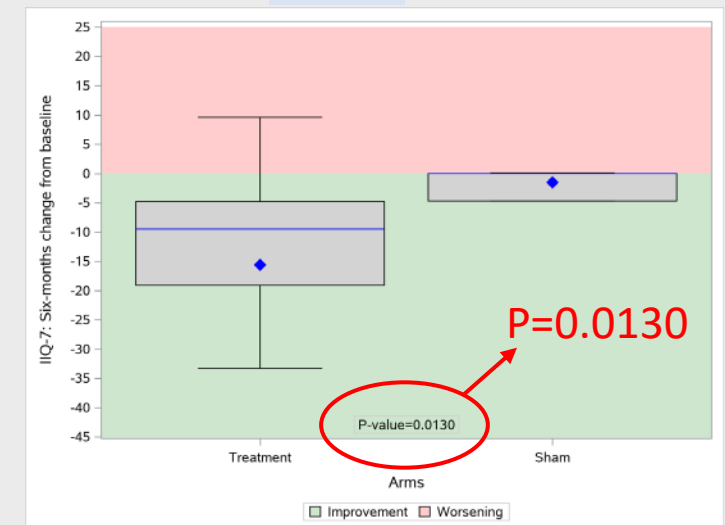 IIQ-7: Six-months change from baseline
25
20
15
10
5
0
-5
-10
-15
-20
-25
-30
-35
-40
-45
P=0.0130
P-value=0.0130
Treatment
Sham
Arms
Improvement
Worsening